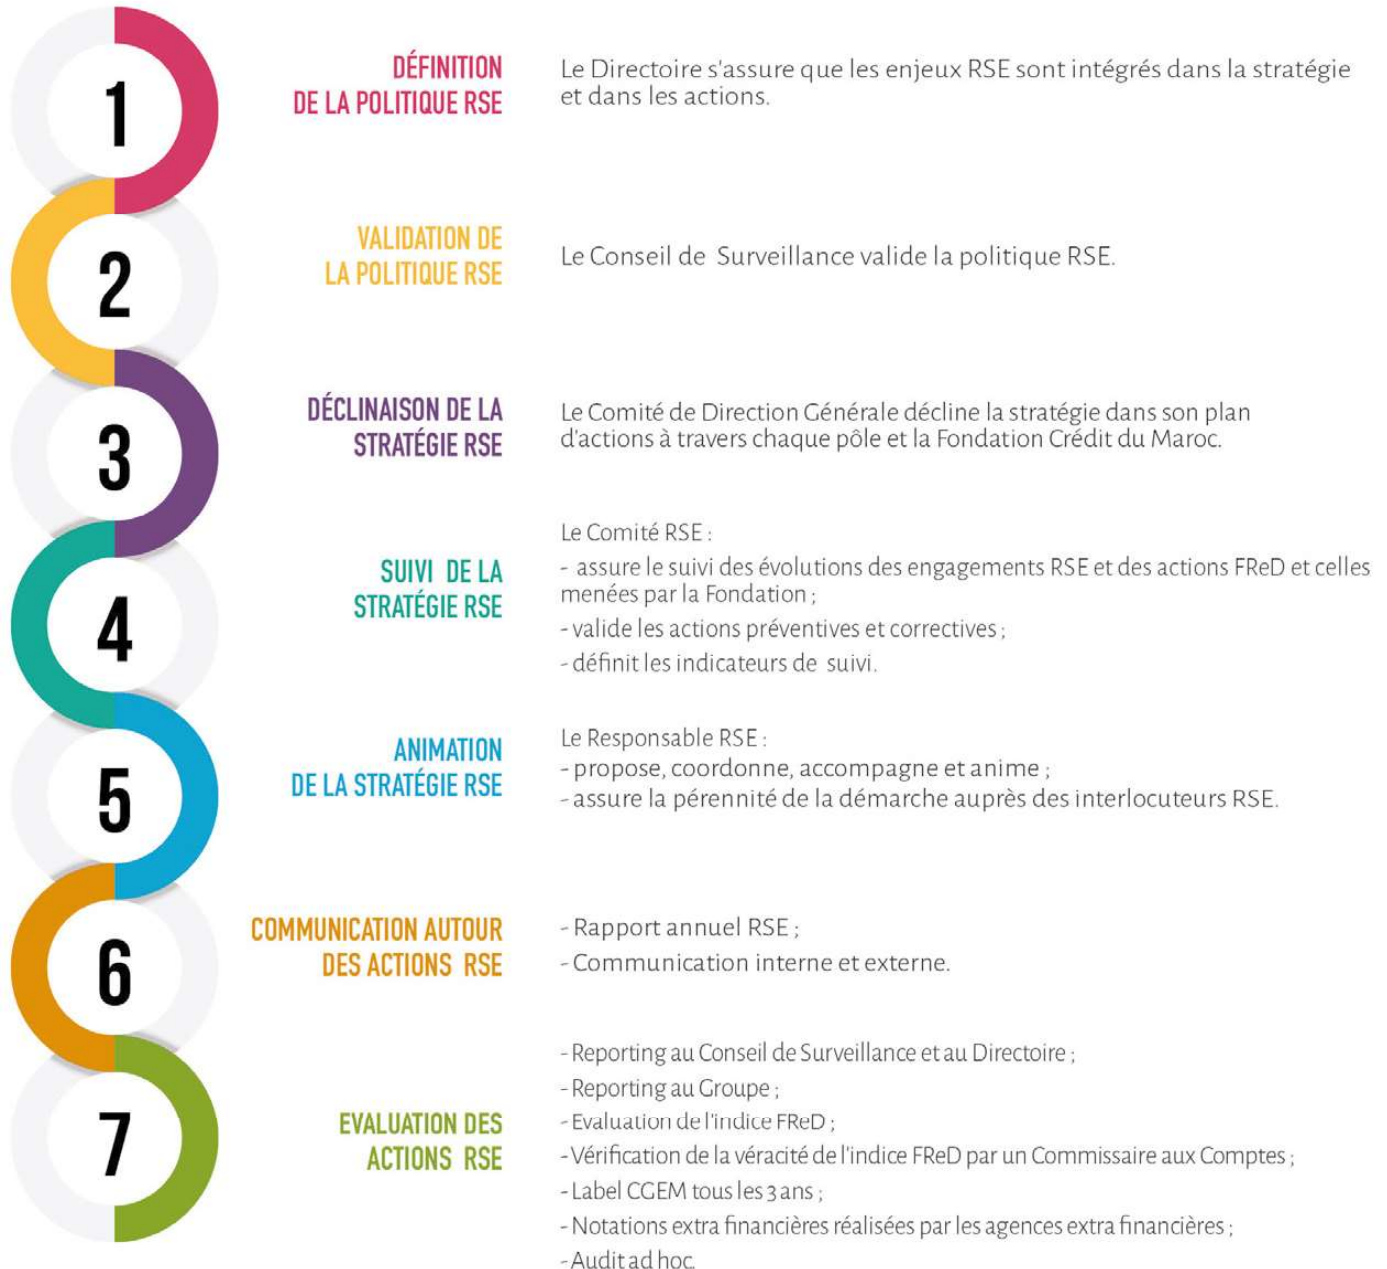 1
DÉFINITION
DE LA POLITIQUE RSE
Le Directoire s'assure que les enjeux RSE sont intégrés dans la stratégie
et dans les actions.
2
VALIDATION DE
LA POLITIQUE RSE
Le Conseil de Surveillance valide la politique RSE.
3
DÉCLINAISON DE LA
STRATÉGIE RSE
Le Comité de Direction Générale décline la stratégie dans son plan
d'actions à travers chaque pôle et la Fondation Crédit du Maroc.
4
SUIVI DE LA
STRATÉGIE RSE
Le Comité RSE :
- assure le suivi des évolutions des engagements RSE et des actions FReD et celles
menées par la Fondation ;
- valide les actions préventives et correctives ;
- définit les indicateurs de suivi.
5
ANIMATION
DE LA STRATÉGIE RSE
Le Responsable RSE :
- propose, coordonne, accompagne et anime ;
- assure la pérennité de la démarche auprès des interlocuteurs RSE.
6
COMMUNICATION AUTOUR
DES ACTIONS RSE
- Rapport annuel RSE ;
- Communication interne et externe.
7
EVALUATION DES
ACTIONS RSE
- Reporting au Conseil de Surveillance et au Directoire ;
- Reporting au Groupe ;
- Evaluation de l'indice FReD ;
- Vérification de la véracité de l'indice FReD par un Commissaire aux Comptes ;
- Label CGEM tous les 3 ans ;
- Notations extra financières réalisées par les agences extra financières ;
- Audit ad hoc.